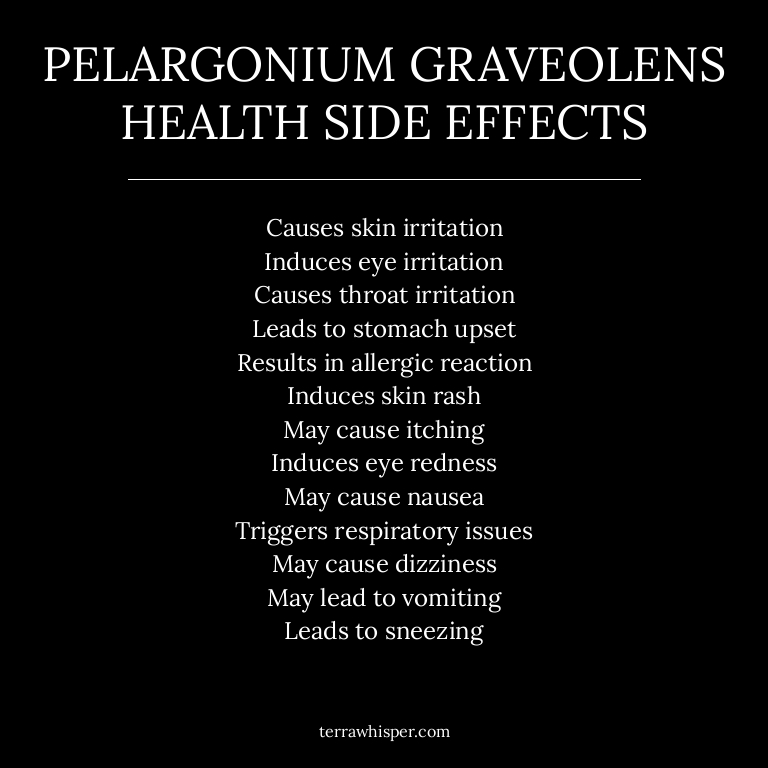 PELARGONIUM GRAVEOLENS
HEALTH SIDE EFFECTS
Causes skin irritation
Induces eye irritation
Causes throat irritation
Leads to stomach upset
Results in allergic reaction
Induces skin rash
May cause itching
Induces eye redness
May cause nausea
Triggers respiratory issues
May cause dizziness
May lead to vomiting
Leads to sneezing
terrawhisper.com